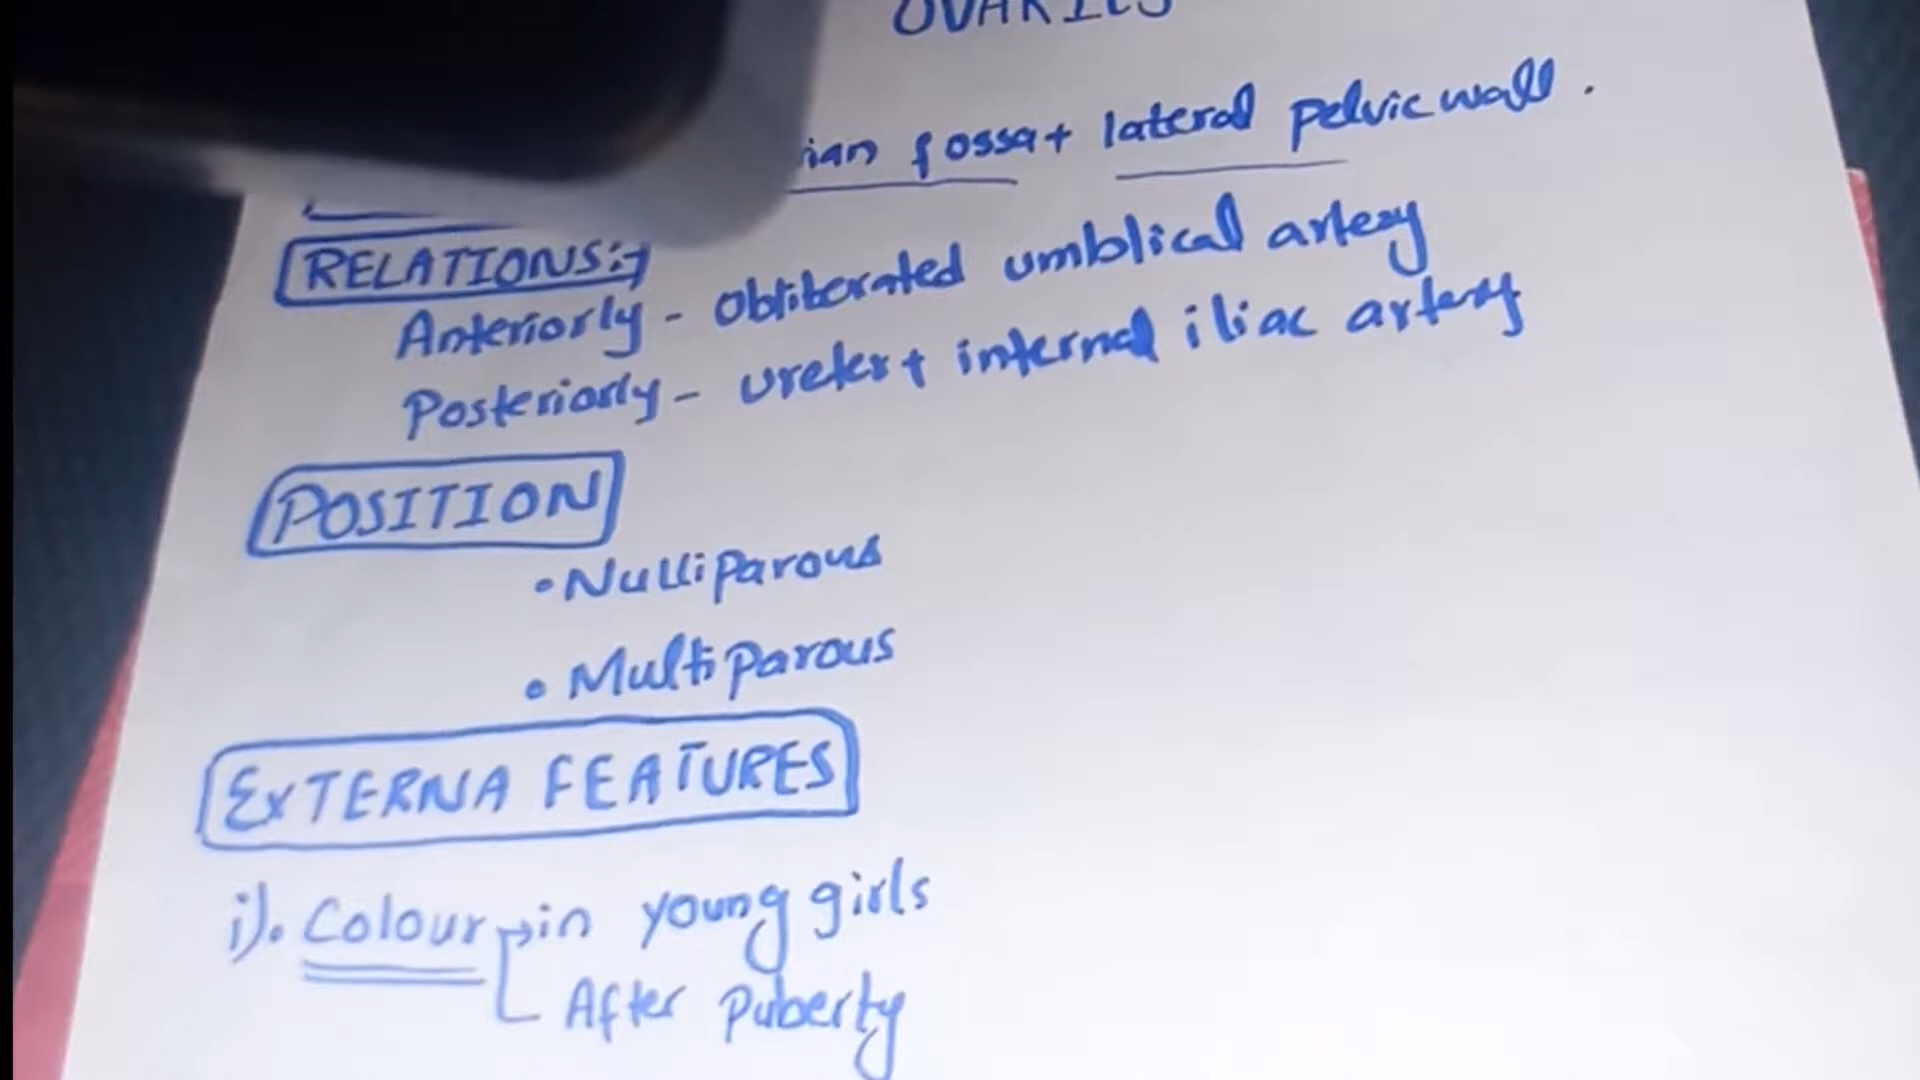 OVARIES
fossa + lateral pelvic wall.
RELATIONS:-
Anteriorly - Obliterated umblical artery
Posteriorly - ureter + internal iliac artery
POSITION
• Nulliparous
• Multiparous
EXTERNA FEATURES
i). Colour in young girls
After puberty